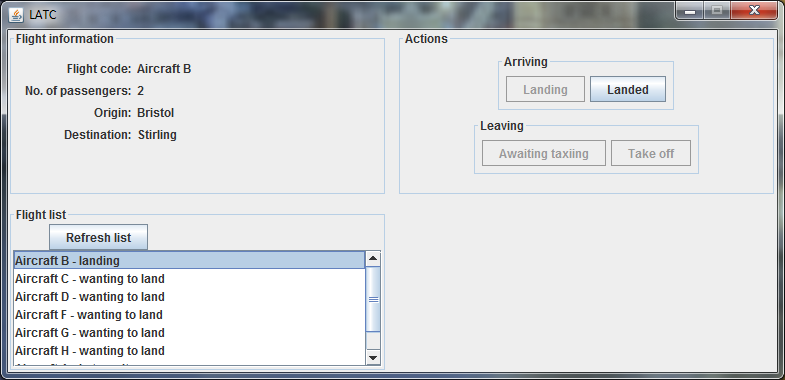 LATC
Flight information
Flight code: Aircraft B
No. of passengers: 2
Origin: Bristol
Destination: Stirling
Actions
Arriving
Landing Landed
Leaving
Awaiting taxiing Take off
Flight list
Refresh list
Aircraft B - landing
Aircraft C - wanting to land
Aircraft D - wanting to land
Aircraft F - wanting to land
Aircraft G - wanting to land
Aircraft H - wanting to land